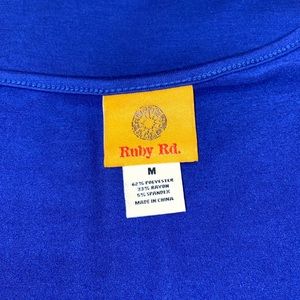 Ruby Rd.
M
62% POLYESTER
33% RAYON
5% SPANDEX
MADE IN CHINA